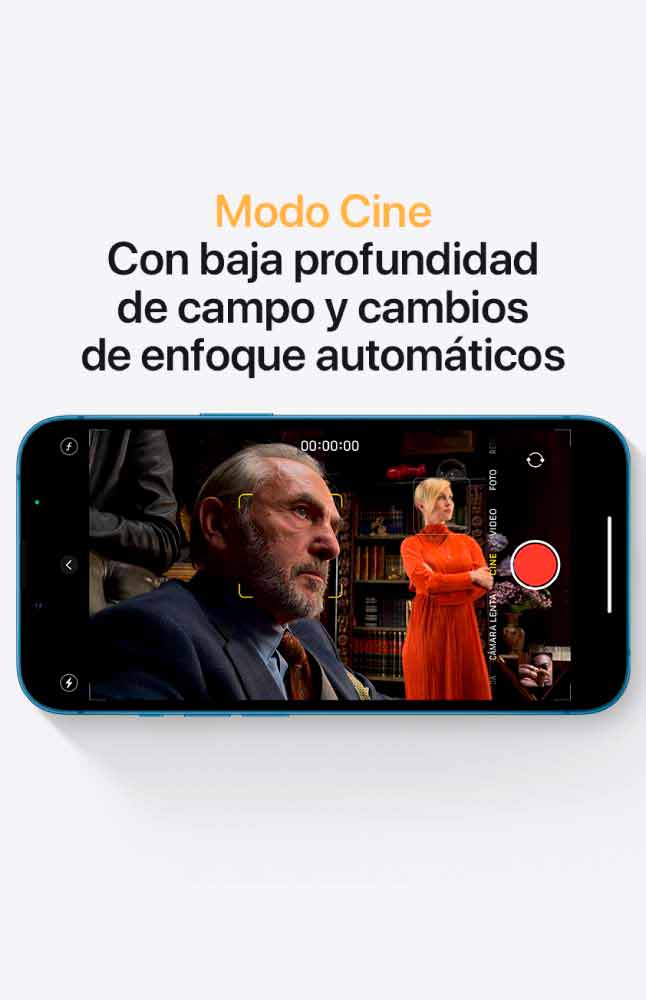 Modo Cine
Con baja profundidad
de campo y cambios
de enfoque automáticos
00:00:00
FOTO
VIDEO
CINE
CÁMARA LENTA